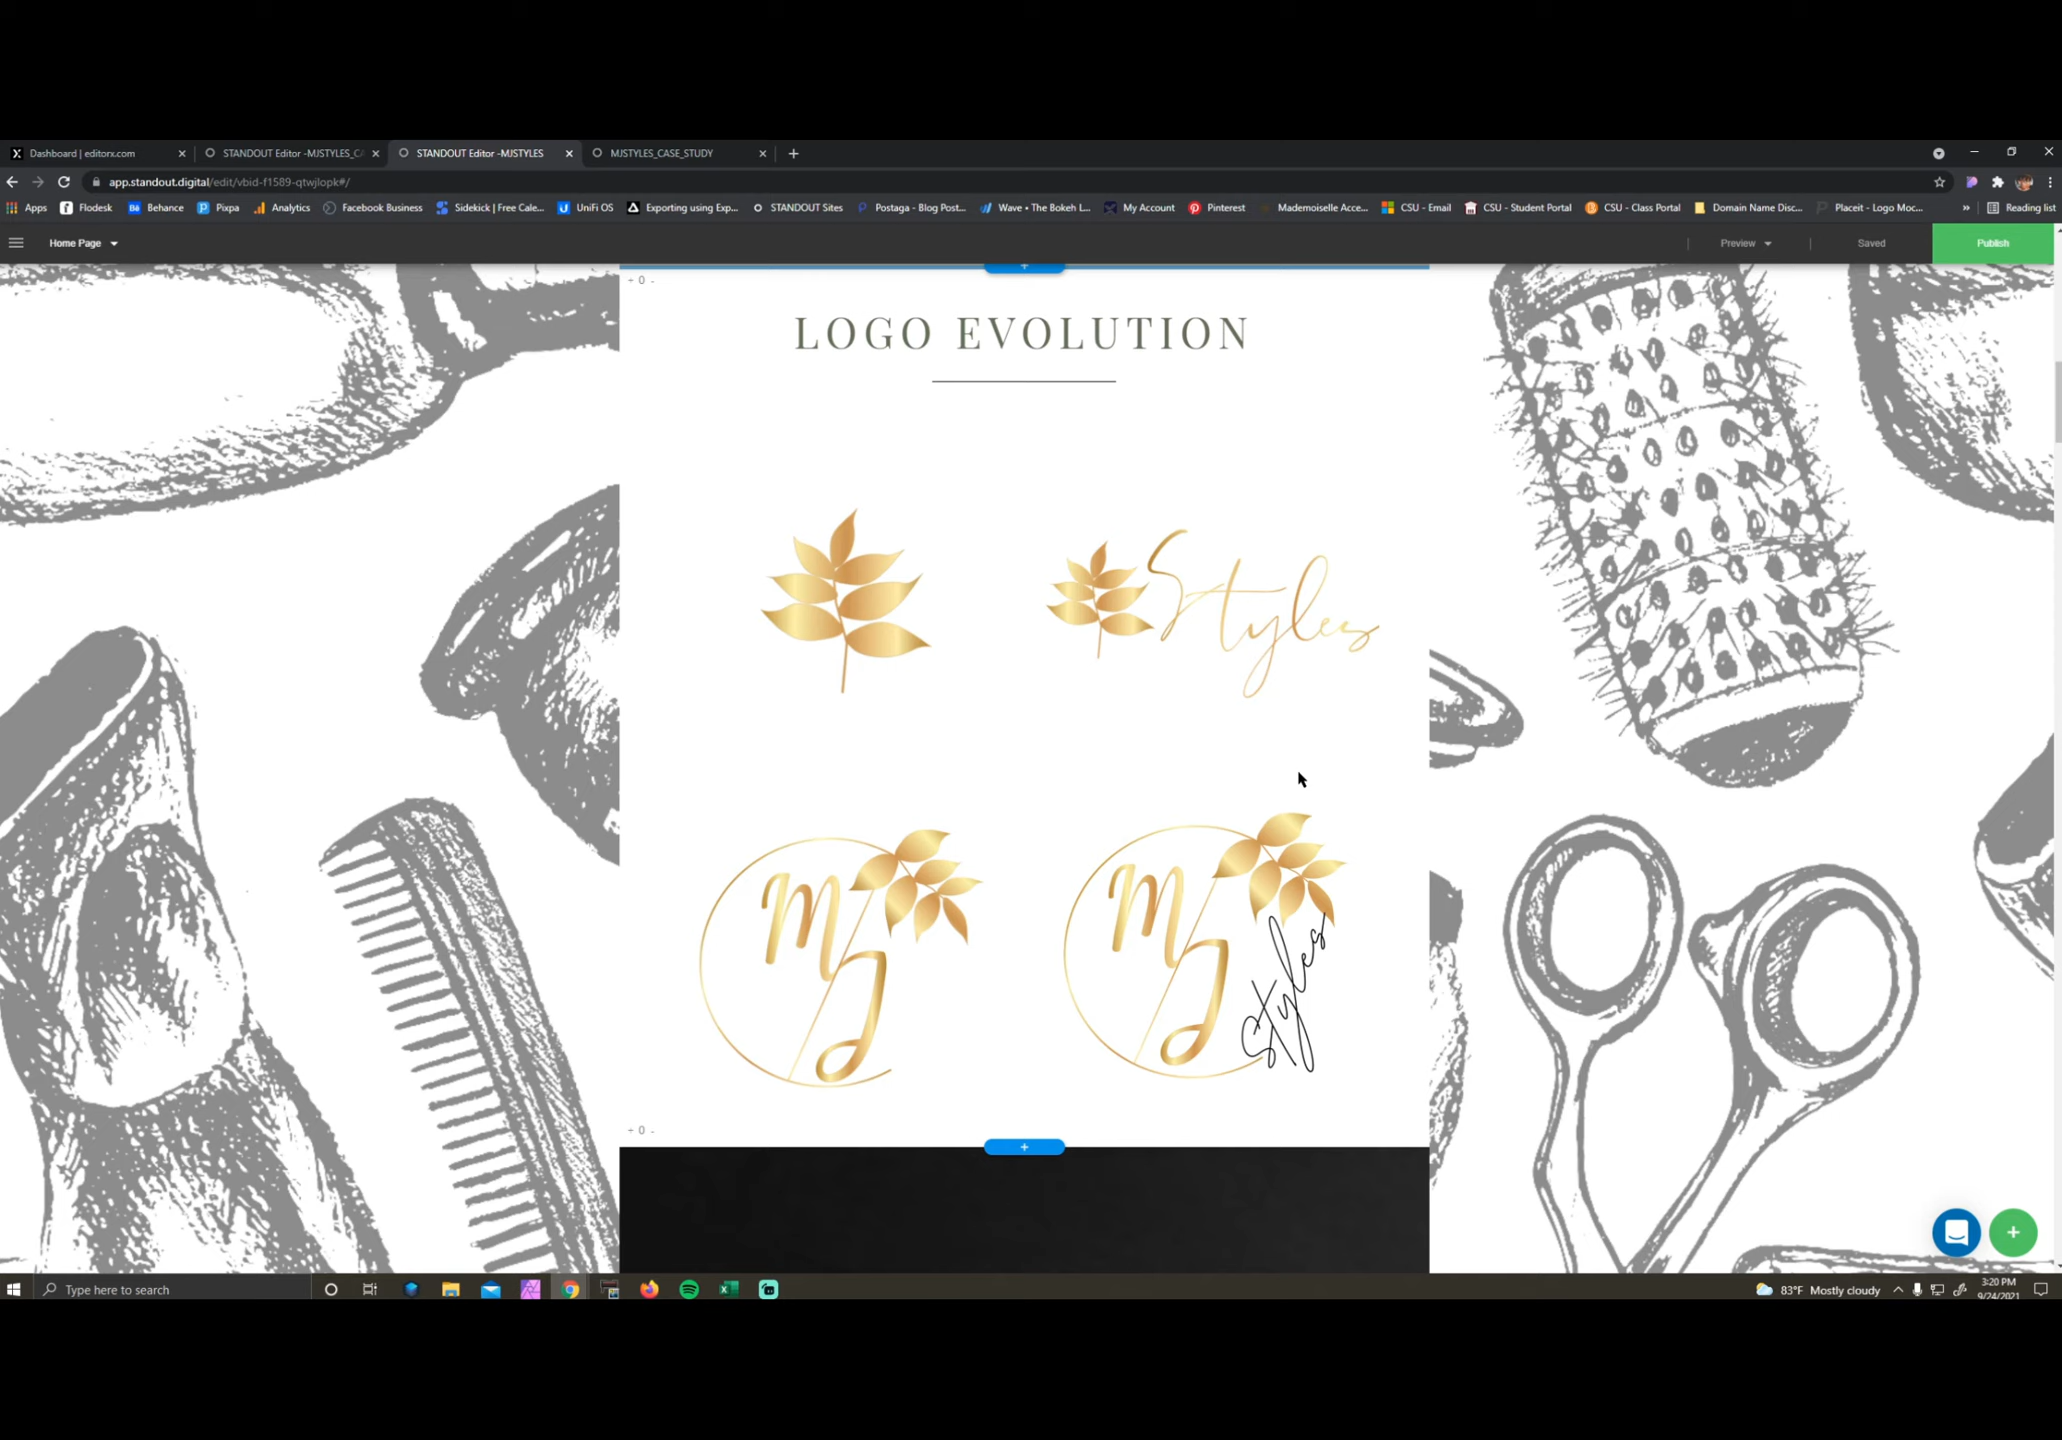 Dashboard | editorx.com
STANDOUT Editor -MJSTYLES_C
STANDOUT Editor -MJSTYLES
MJSTYLES_CASE_STUDY
app.standout.digital/edit/vbid-f1589-qtwjlopk#/
Apps
Flodesk
Behance
Pixpa
Analytics
Facebook Business
Sidekick | Free Cale...
UniFi OS
Exporting using Exp...
STANDOUT Sites
Postaga - Blog Post...
Wave • The Bokeh L...
My Account
Pinterest
Mademoiselle Acce...
CSU - Email
CSU - Student Portal
CSU - Class Portal
Domain Name Disc...
Placeit - Logo Moc...
»
Reading list
Home Page
Preview
Saved
Publish
+ 0 -
LOGO EVOLUTION
Styles
MJ
MJ
Styles
+ 0 -
Type here to search
83°F Mostly cloudy
3:20 PM
9/24/2021